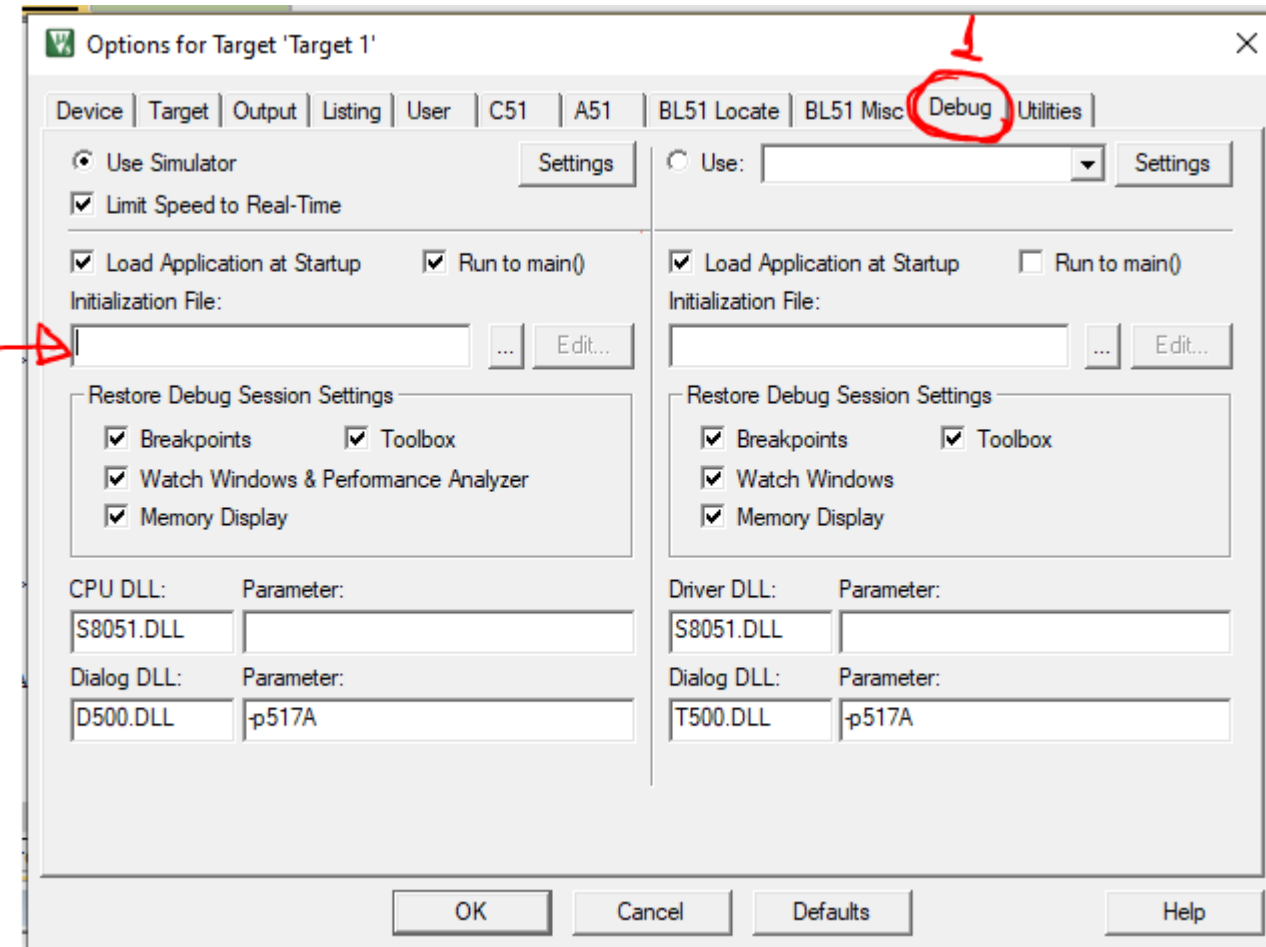 Options for Target 'Target 1'
1
Device Target Output Listing User C51 A51 BL51 Locate BL51 Misc Debug Utilities
Use Simulator Settings Use: Settings
Limit Speed to Real-Time
Load Application at Startup Run to main() Load Application at Startup Run to main()
Initialization File: Initialization File:
... Edit... ... Edit...
Restore Debug Session Settings Restore Debug Session Settings
Breakpoints Toolbox Breakpoints Toolbox
Watch Windows & Performance Analyzer Watch Windows
Memory Display Memory Display
CPU DLL: Parameter: Driver DLL: Parameter:
S8051.DLL S8051.DLL
Dialog DLL: Parameter: Dialog DLL: Parameter:
D500.DLL -p517A T500.DLL -p517A
OK Cancel Defaults Help